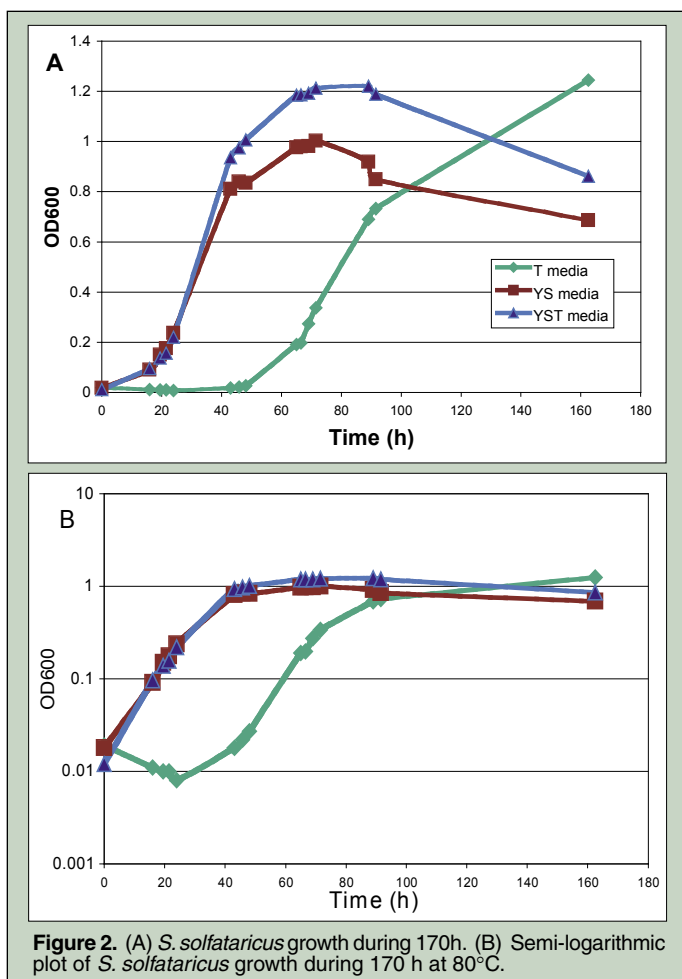 A
1.4
1.2
1
0.8
0.6
0.4
0.2
0
OD600
T media
YS media
YST media
0 20 40 60 80 100 120 140 160 180
Time (h)
B
10
1
0.1
0.01
0.001
OD600
0 20 40 60 80 100 120 140 160 180
Time (h)
Figure 2. (A) S. solfataricus growth during 170h. (B) Semi-logarithmic
plot of S. solfataricus growth during 170 h at 80°C.